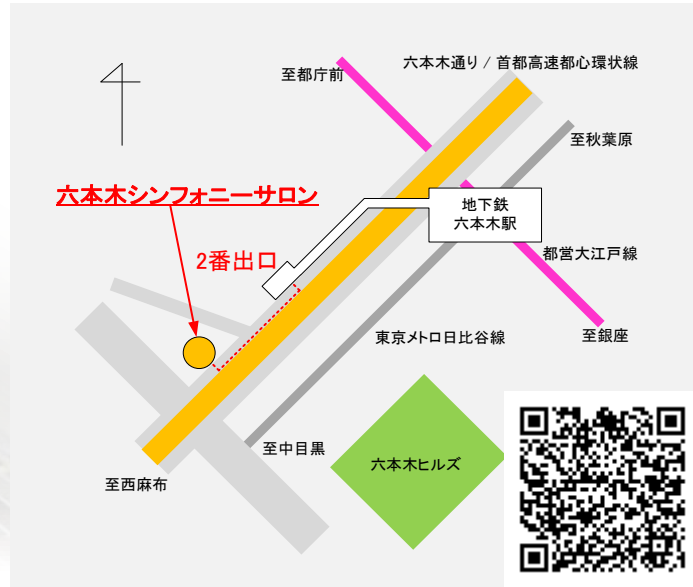 六本木通り / 首都高速都心環状線
至都庁前
至秋葉原
六本木シンフォニーサロン
地下鉄
六本木駅
2番出口
都営大江戸線
東京メトロ日比谷線
至銀座
至中目黒
六本木ヒルズ
至西麻布